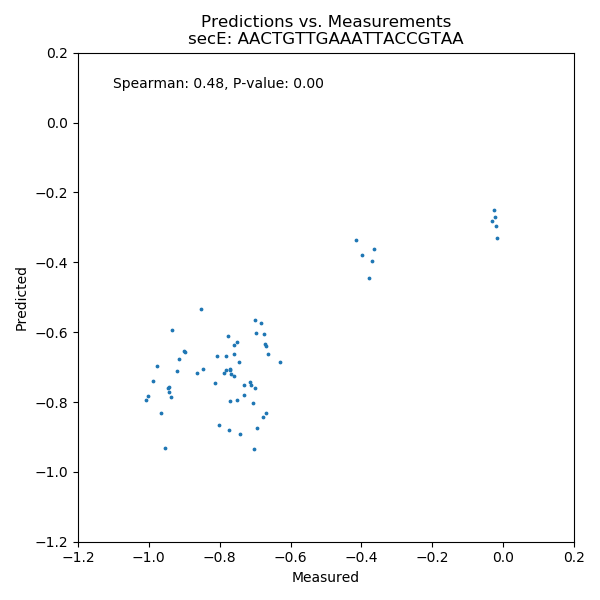 Predictions vs. Measurements
secE: AACTGTTGAAATTACCGTAA
Spearman: 0.48, P-value: 0.00
0.2
0.0
−0.2
−0.4
−0.6
−0.8
−1.0
−1.2
Predicted
−1.2 −1.0 −0.8 −0.6 −0.4 −0.2 0.0 0.2
Measured